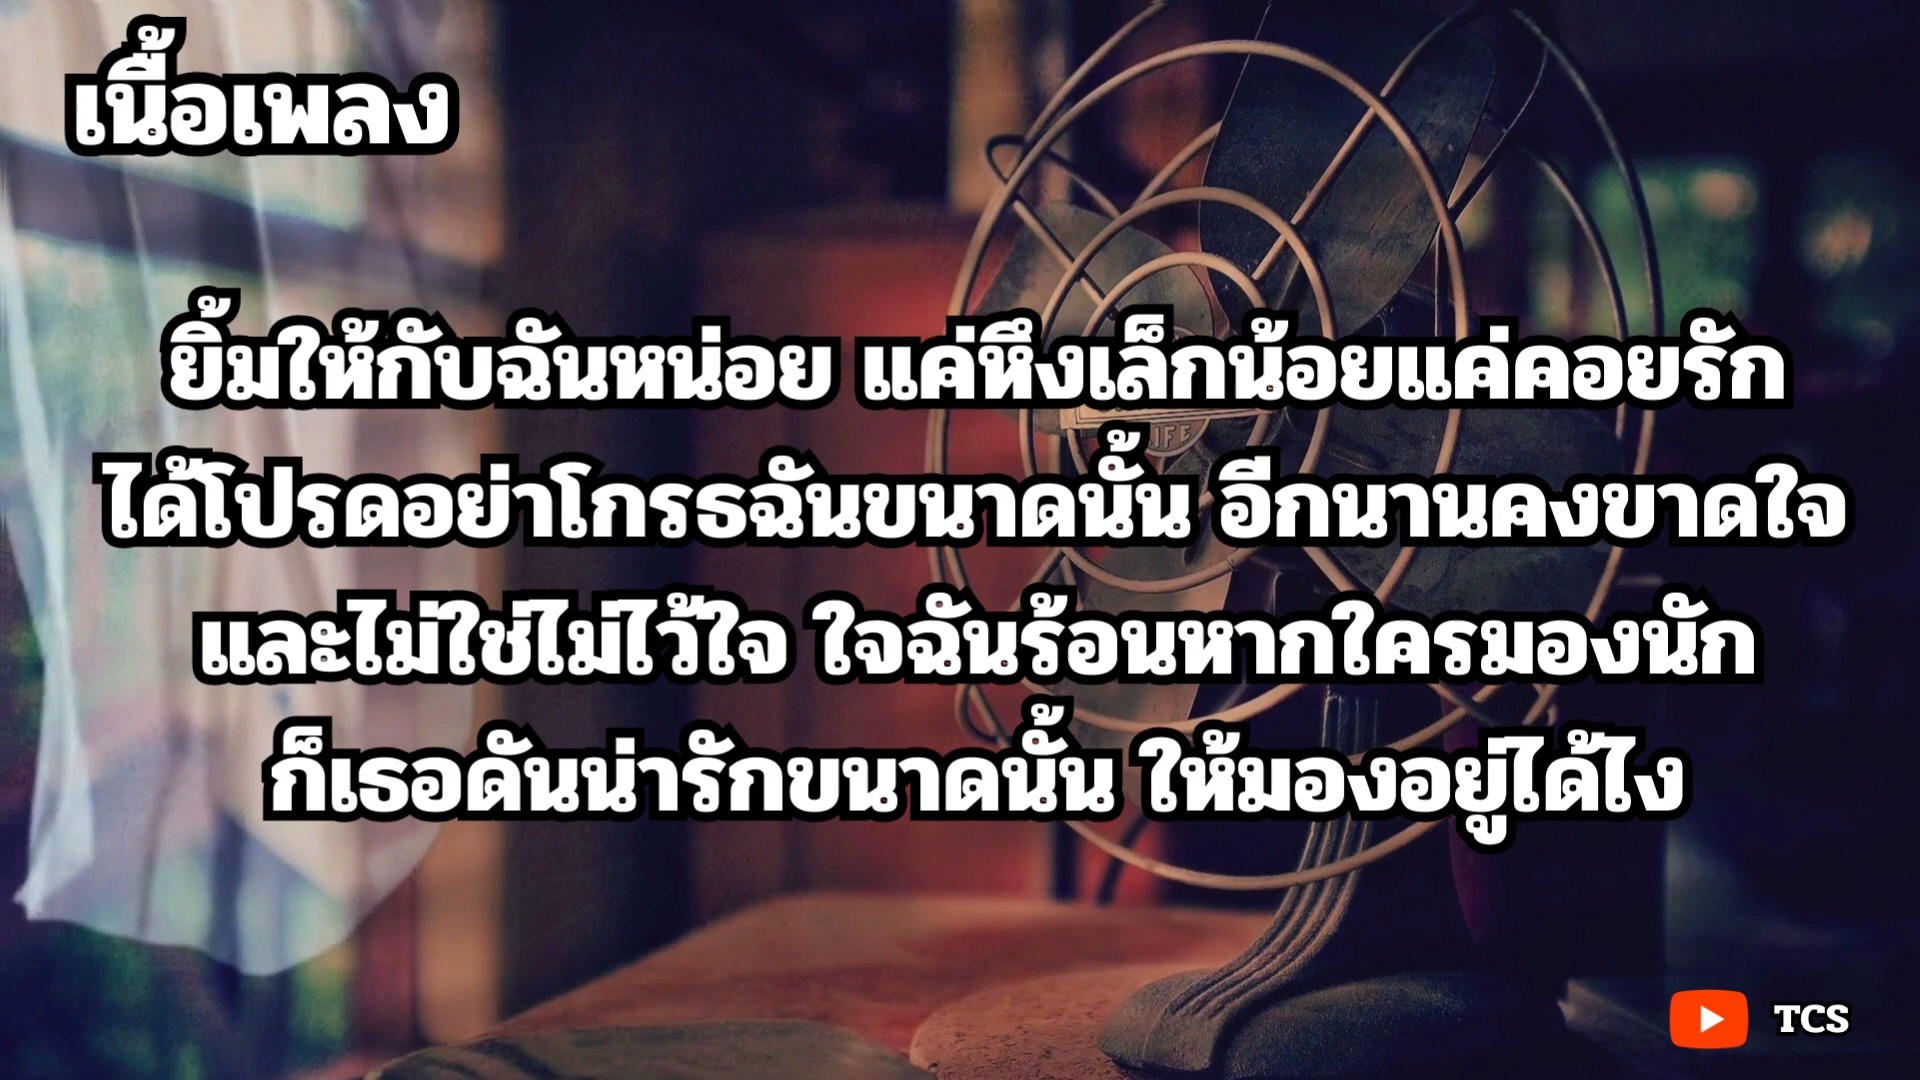 เนื้อเพลง
ยิ้มให้กับฉันหน่อย แค่หึงเล็กน้อยแค่คอยรัก
ได้โปรดอย่าโกรธฉันขนาดนั้น อีกนานคงขาดใจ
และไม่ใช่ไม่ไว้ใจ ใจฉันร้อนหากใครมองนัก
ก็เธอดันน่ารักขนาดนั้น ให้มองอยู่ได้ไง
TCS